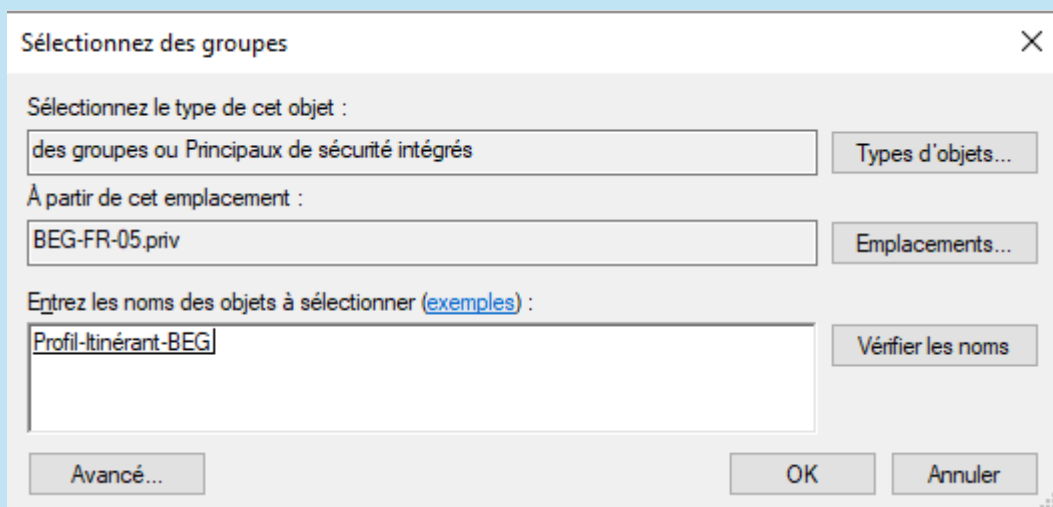 Sélectionnez des groupes
Sélectionnez le type de cet objet :
des groupes ou Principaux de sécurité intégrés
Types d'objets...
À partir de cet emplacement :
BEG-FR-05.priv
Emplacements...
Entrez les noms des objets à sélectionner (exemples) :
Profil-Itinérant-BEG
Vérifier les noms
Avancé...
OK
Annuler